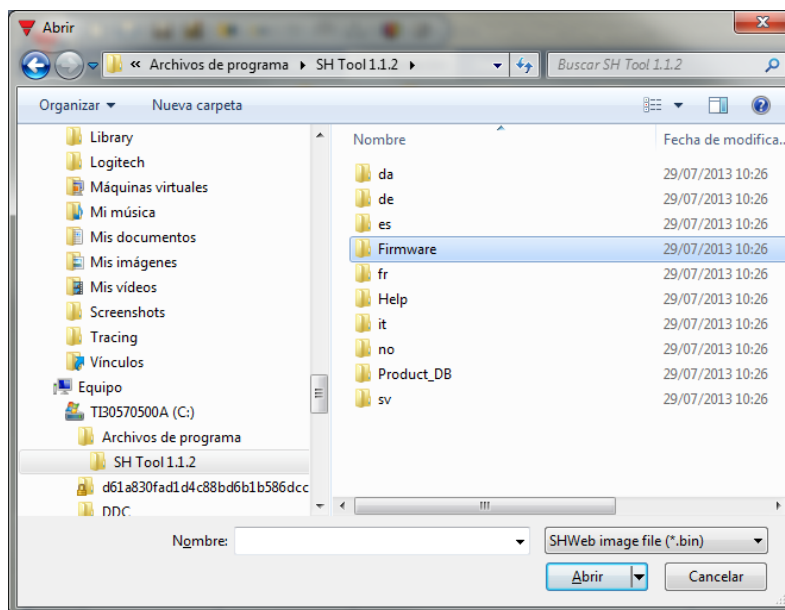 Abrir
« Archivos de programa ▸ SH Tool 1.1.2 ▸
Buscar SH Tool 1.1.2
Organizar
Nueva carpeta
Library
Logitech
Máquinas virtuales
Mi música
Mis documentos
Mis imágenes
Mis vídeos
Screenshots
Tracing
Vínculos
Equipo
TI30570500A (C:)
Archivos de programa
SH Tool 1.1.2
d61a830fad1d4c88bd6b1b586dcc
DDC
Nombre Fecha de modifica...
da 29/07/2013 10:26
de 29/07/2013 10:26
es 29/07/2013 10:26
Firmware 29/07/2013 10:26
fr 29/07/2013 10:26
Help 29/07/2013 10:26
it 29/07/2013 10:26
no 29/07/2013 10:26
Product_DB 29/07/2013 10:26
sv 29/07/2013 10:26
Nombre:
SHWeb image file (*.bin)
Abrir
Cancelar